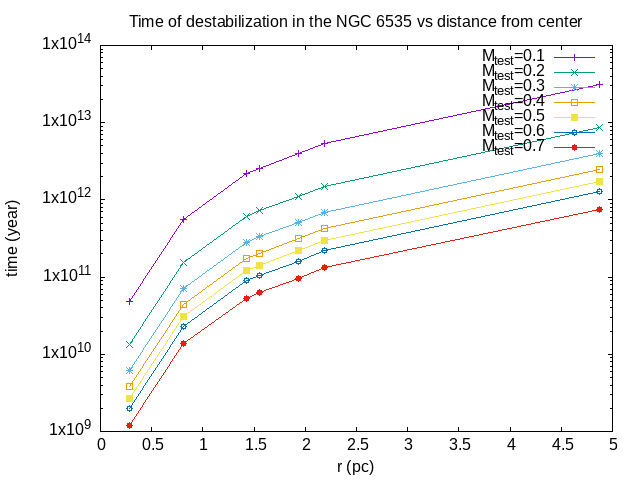 Time of destabilization in the NGC 6535 vs distance from center
1x10^14
1x10^13
1x10^12
1x10^11
1x10^10
1x10^9
time (year)
M_test=0.1
M_test=0.2
M_test=0.3
M_test=0.4
M_test=0.5
M_test=0.6
M_test=0.7
0 0.5 1 1.5 2 2.5 3 3.5 4 4.5 5
r (pc)